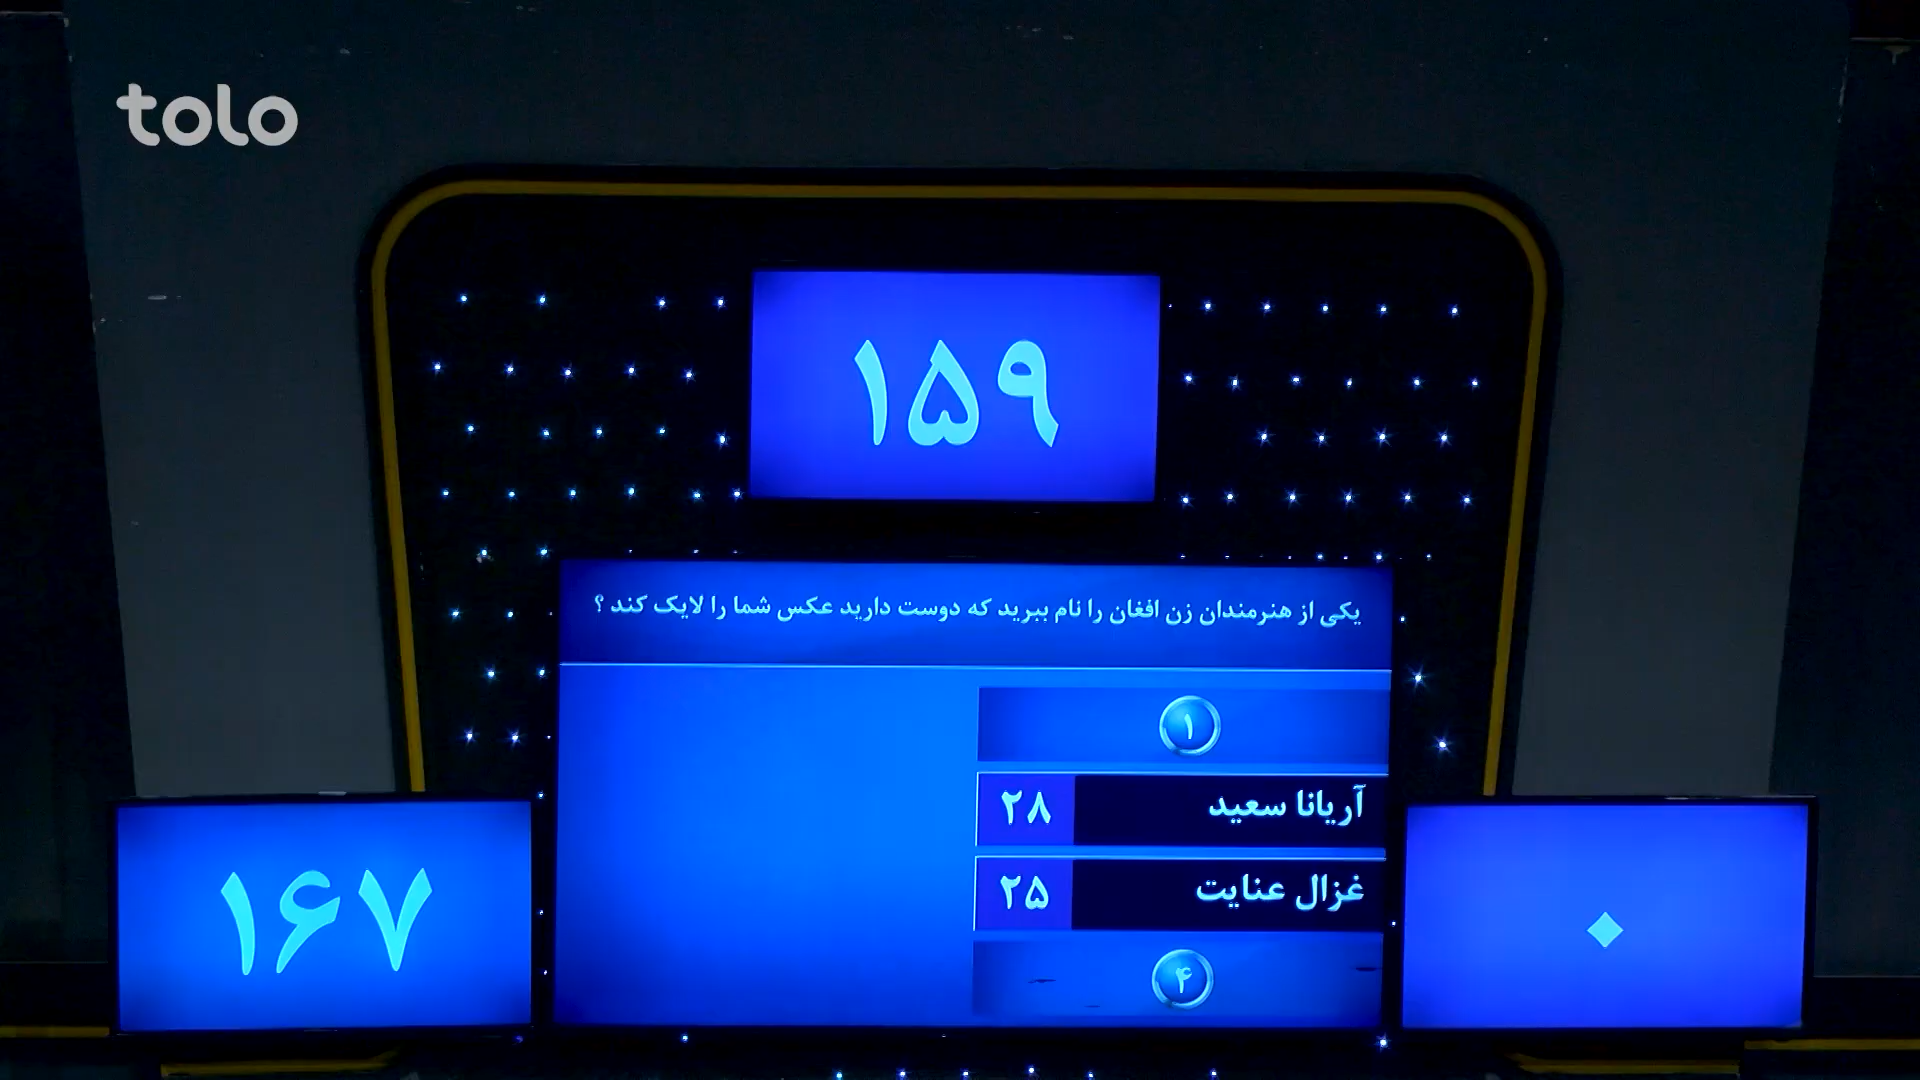 tolo
۱۵۹
یکی از هنرمندان زن افغان را نام ببرید که دوست دارید عکس شما را لایک کند ؟
۱
آریانا سعید ۲۸
غزال عنایت ۲۵
۴
۱۶۷
۰